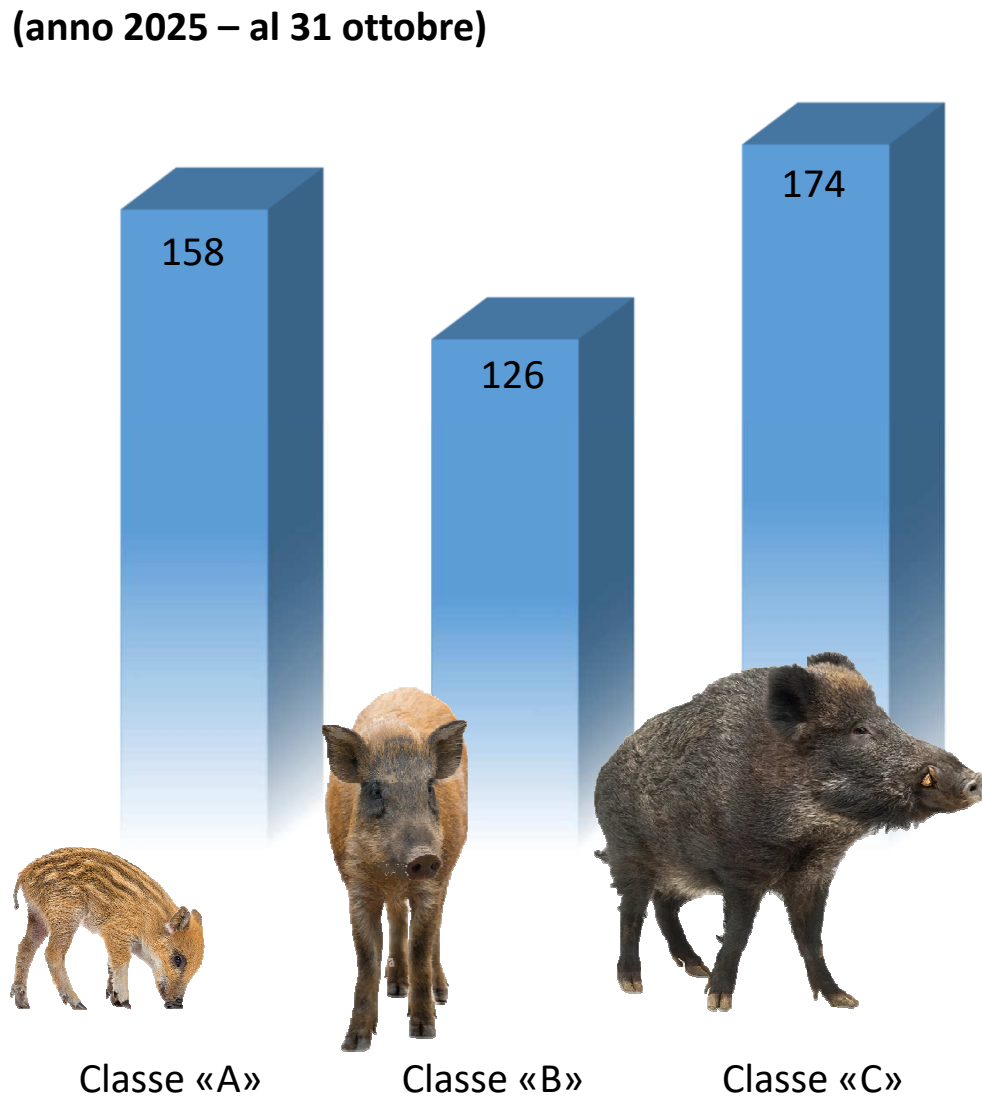 (anno 2025 – al 31 ottobre)
174
158
126
Classe «A» Classe «B» Classe «C»